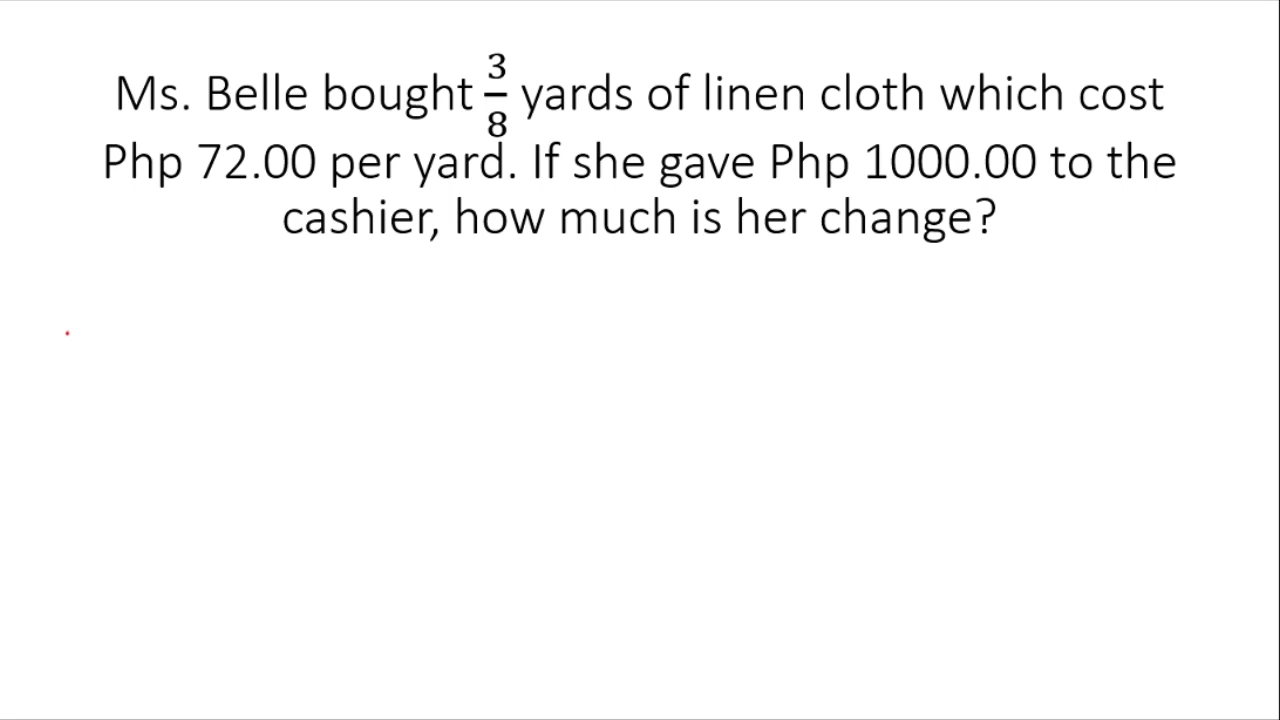 Ms. Belle bought 3/8 yards of linen cloth which cost
Php 72.00 per yard. If she gave Php 1000.00 to the
cashier, how much is her change?